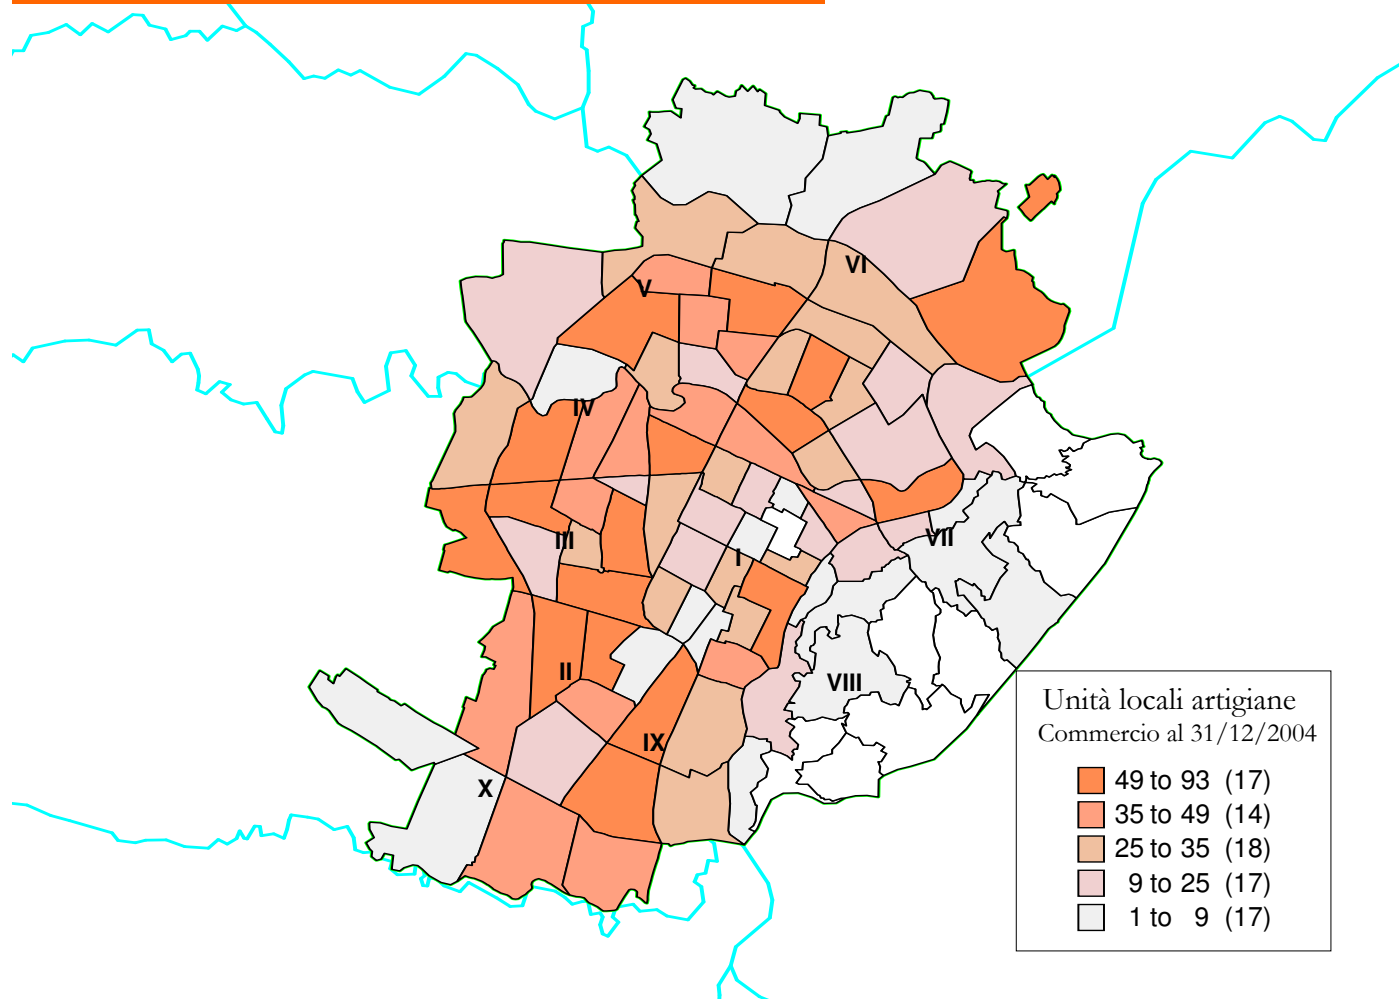 VI
V
IV
III
VII
I
II
VIII
IX
X
Unità locali artigiane
Commercio al 31/12/2004
49 to 93 (17)
35 to 49 (14)
25 to 35 (18)
9 to 25 (17)
1 to 9 (17)